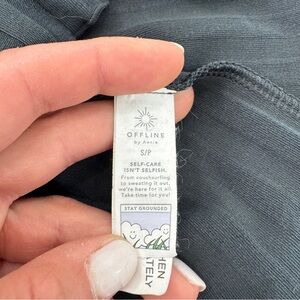 OFFLINE
by Aerie
S/P
SELF-CARE
ISN'T SELFISH.
From couchsurfing
to sweating it out,
we're here for it all.
Take time for you!
STAY GROUNDED